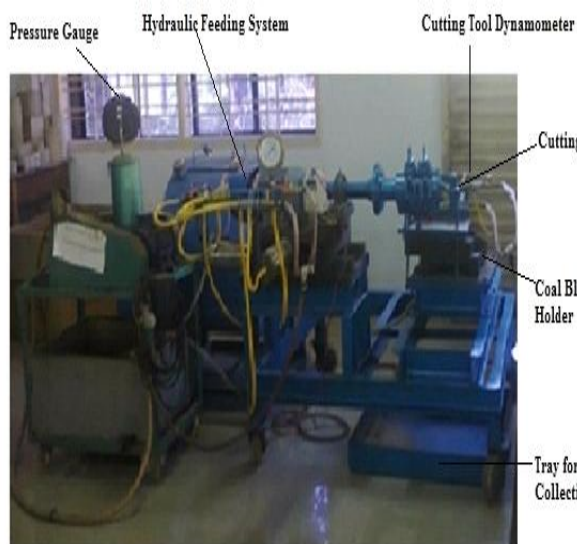 Pressure Gauge
Hydraulic Feeding System
Cutting Tool Dynamometer
Cutting
Coal Bl
Holder
Tray for
Collecti